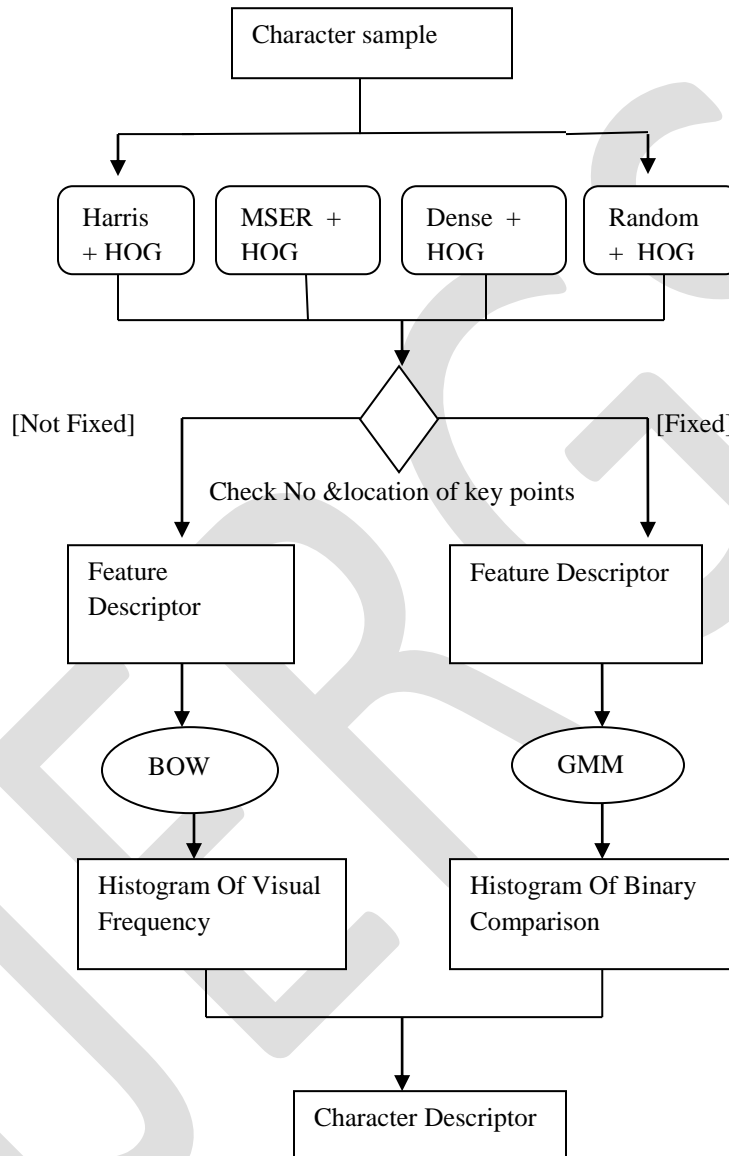 Character sample
Harris
+ HOG
MSER + 
HOG
Dense +
HOG
Random
+ HOG
[Not Fixed]
[Fixed]
Check No &location of key points
Feature
Descriptor
Feature Descriptor
BOW
GMM
Histogram Of Visual
Frequency
Histogram Of Binary
Comparison
Character Descriptor